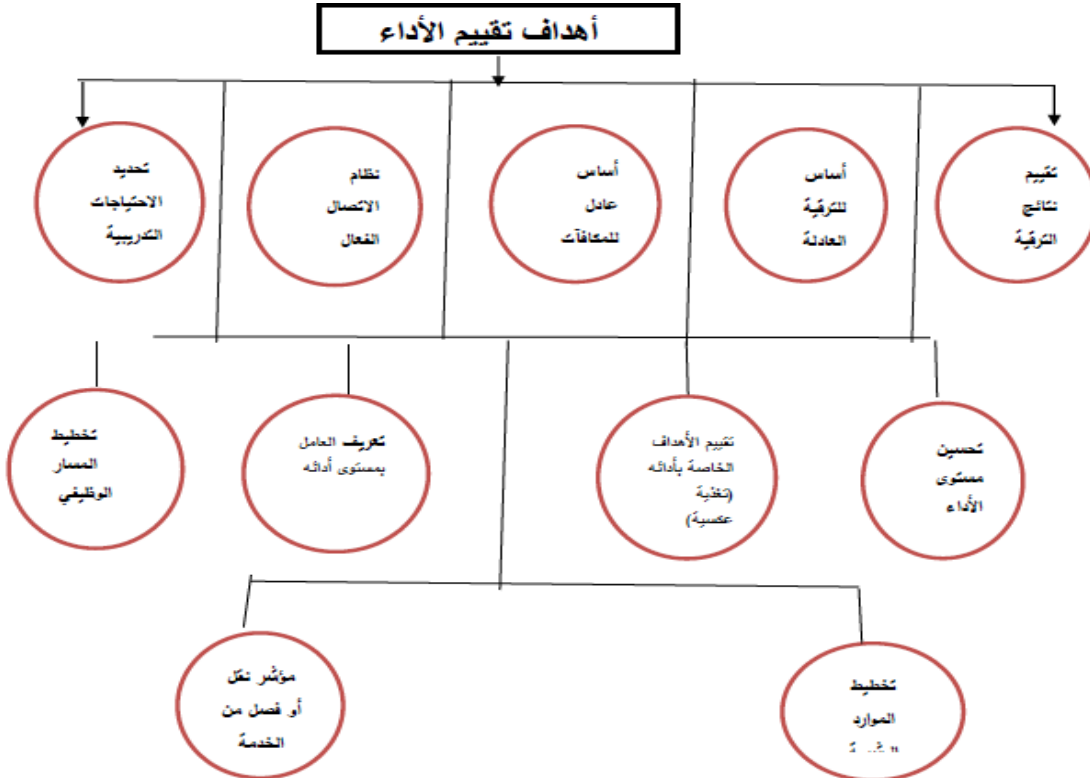 أهداف تقييم الأداء
تقييم
نتائج
الترقية
أساس
للترقية
العادلة
أساس
عادل
للمكافآت
نظام
الاتصال
الفعال
تحديد
الاحتياجات
التدريبية
تحسين
مستوى
الأداء
تقييم الأهداف
الخاصة بأدائه
(تغذية
عكسية)
تعريف العامل
بمستوى أدائه
تخطيط
المسار
الوظيفي
تخطيط
الموارد
مؤشر نقل
أو فصل من
الخدمة